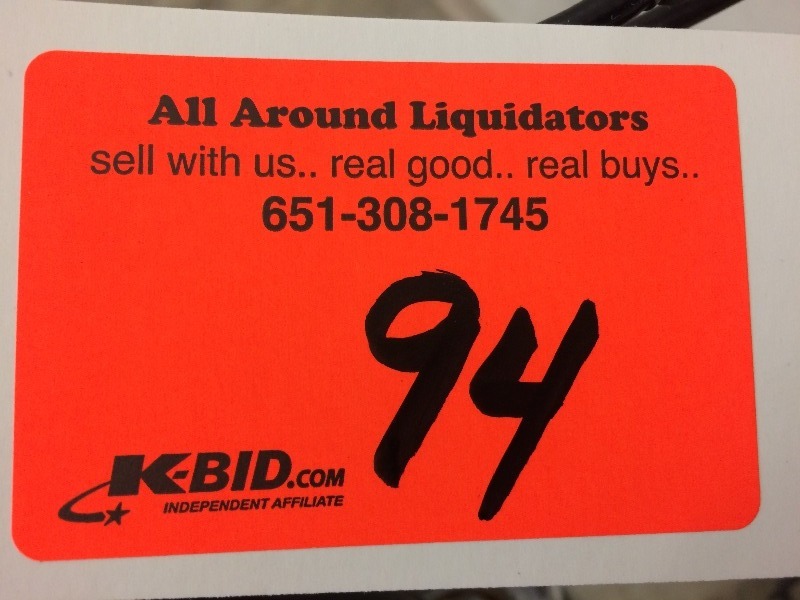 All Around Liquidators
sell with us.. real good.. real buys..
651-308-1745
94
K-BID.COM
INDEPENDENT AFFILIATE